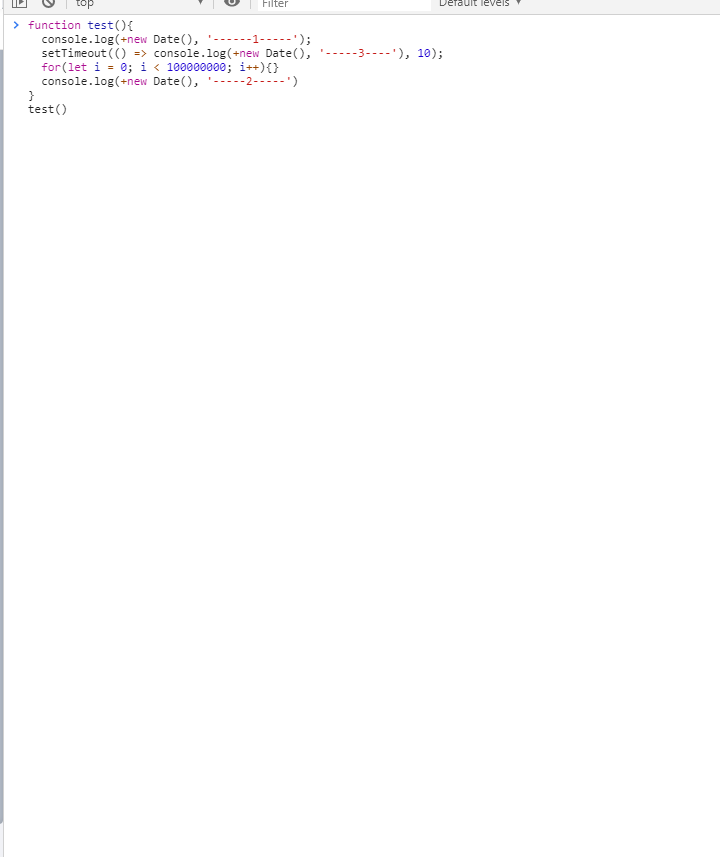 top Filter Default levels
function test(){
console.log(+new Date(), '------1-----');
setTimeout(() => console.log(+new Date(), '-----3----'), 10);
for(let i = 0; i < 100000000; i++){}
console.log(+new Date(), '-----2-----')
}
test()